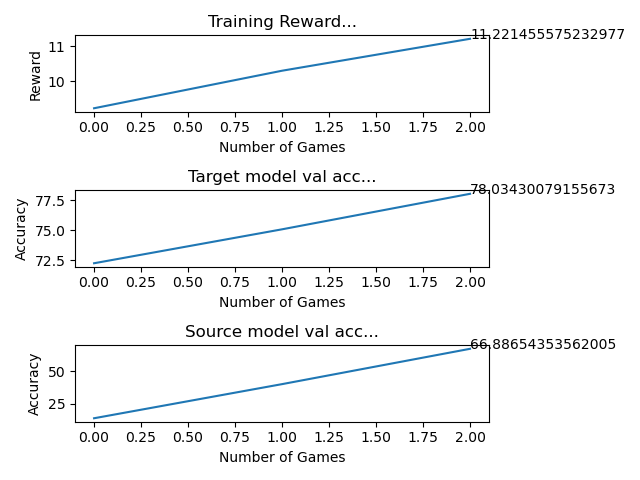 Training Reward...
11.221455575232977
11
10
Reward
0.00 0.25 0.50 0.75 1.00 1.25 1.50 1.75 2.00
Number of Games
Target model val acc...
78.03430079155673
77.5
75.0
72.5
Accuracy
0.00 0.25 0.50 0.75 1.00 1.25 1.50 1.75 2.00
Number of Games
Source model val acc...
66.88654353562005
50
25
Accuracy
0.00 0.25 0.50 0.75 1.00 1.25 1.50 1.75 2.00
Number of Games